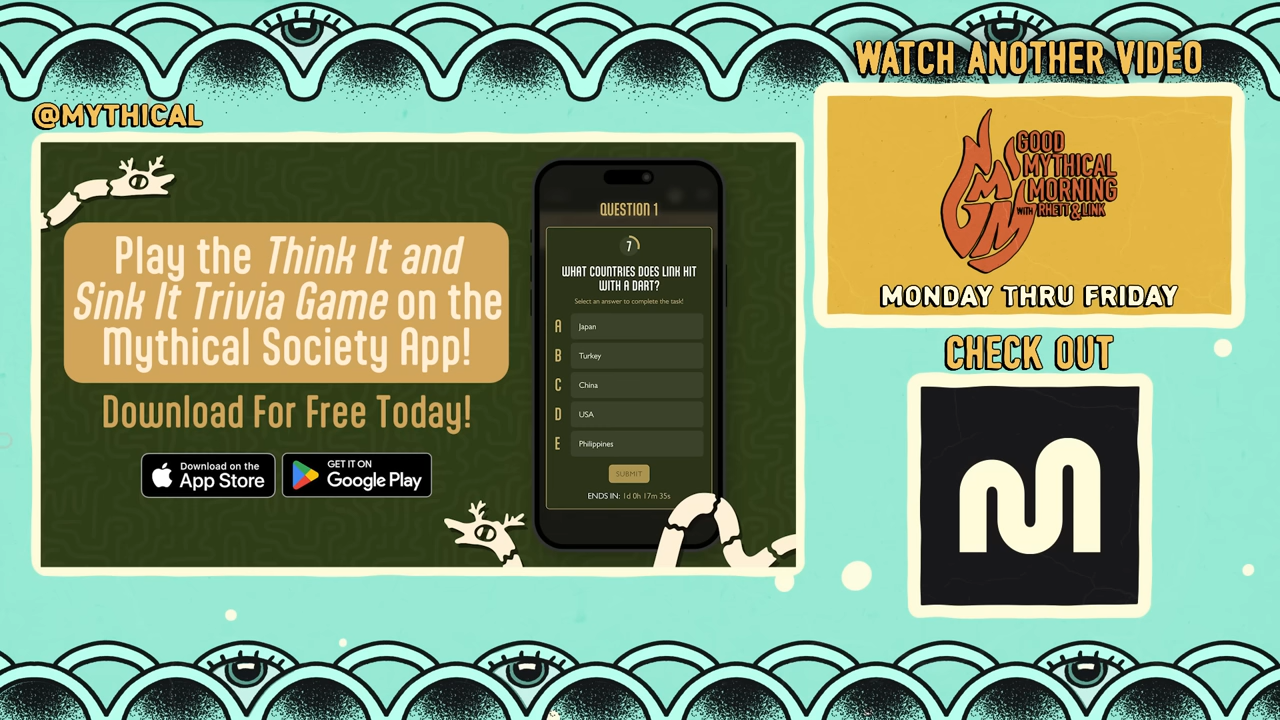 @MYTHICAL
Play the Think It and
Sink It Trivia Game on the
Mythical Society App!
Download For Free Today!
Download on the
App Store
GET IT ON
Google Play
QUESTION 1
7
WHAT COUNTRIES DOES LINK HIT
WITH A DART?
Select an answer to complete the task!
A Japan
B Turkey
C China
D USA
E Philippines
SUBMIT
ENDS IN: 1d 0h 17m 35s
WATCH ANOTHER VIDEO
GMM
GOOD
MYTHICAL
MORNING
WITH RHETT & LINK
MONDAY THRU FRIDAY
CHECK OUT
M